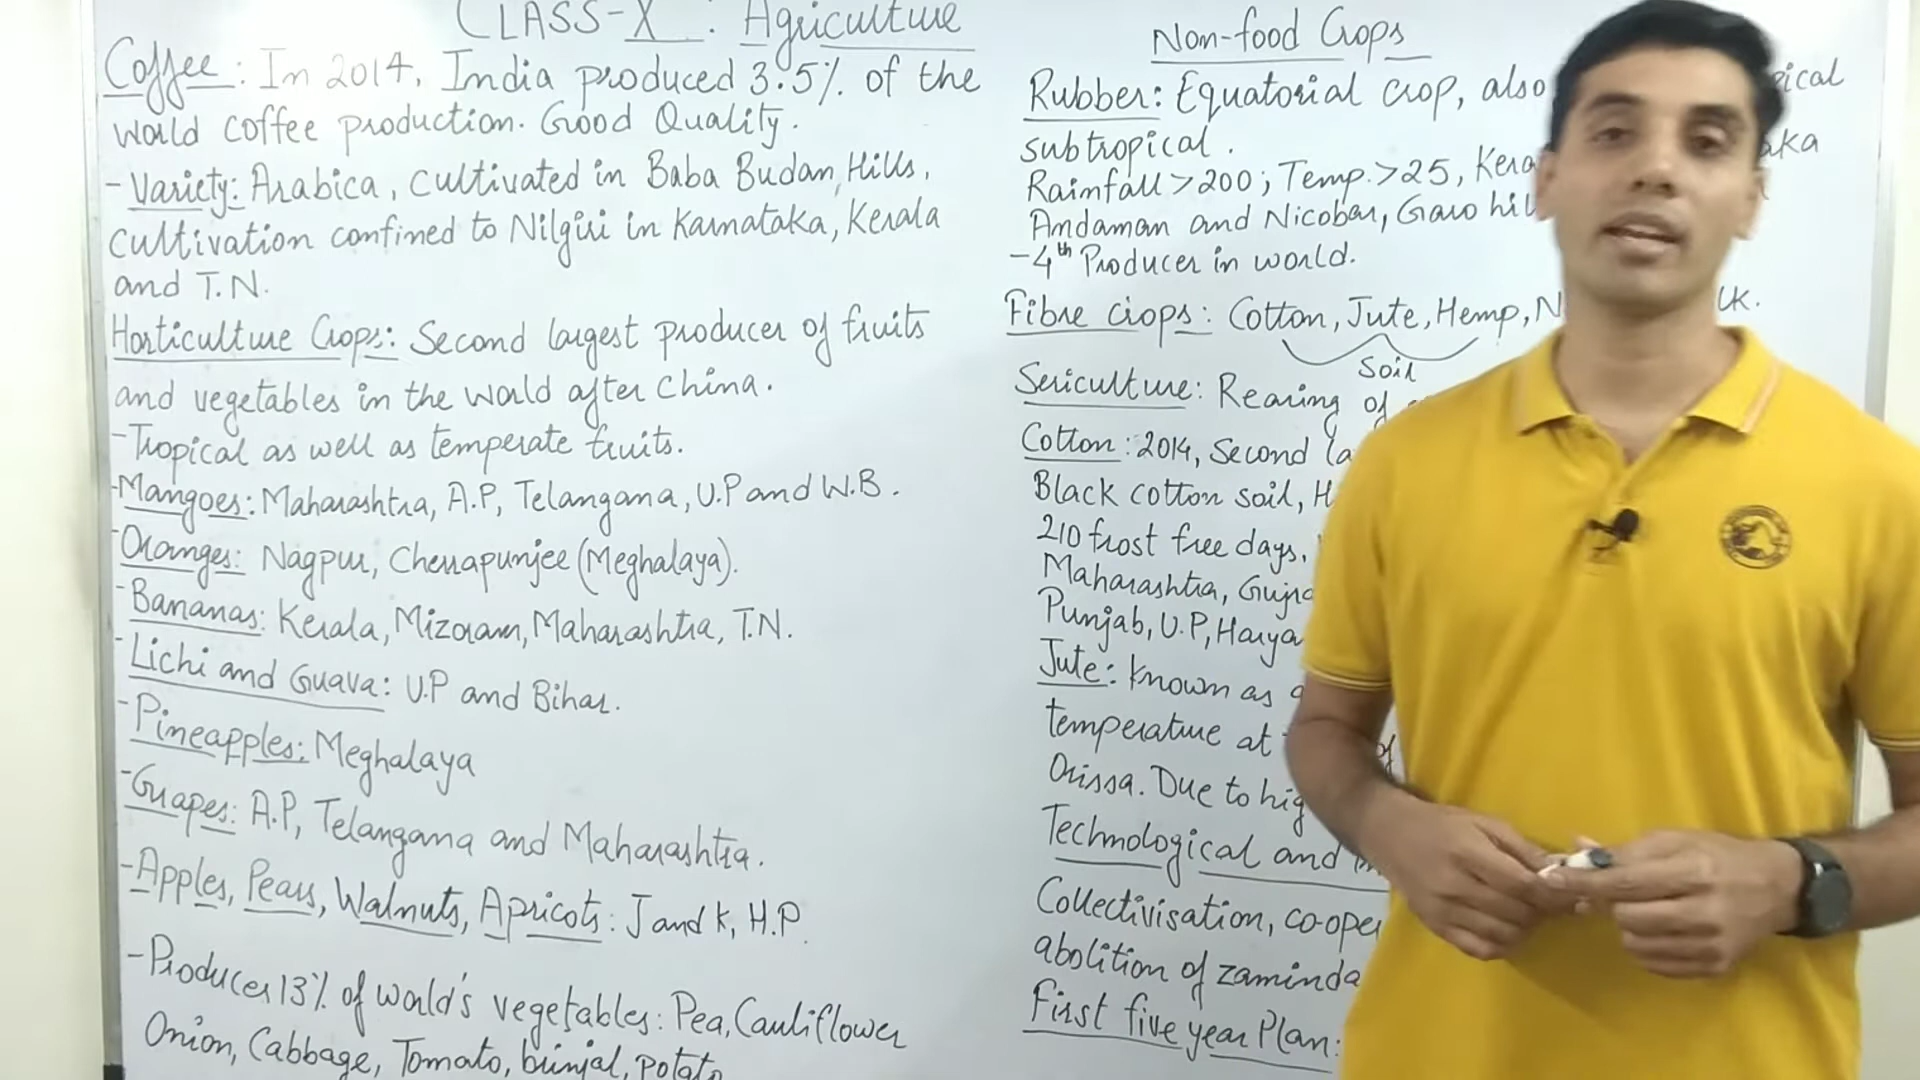 CLASS-X : Agriculture
Coffee: In 2014, India produced 3.5% of the
world coffee production. Good Quality.
- Variety: Arabica, cultivated in Baba Budan Hills,
cultivation confined to Nilgiri in Karnataka, Kerala
and T.N.
Horticulture Crops: Second largest producer of fruits
and vegetables in the world after China.
- Tropical as well as temperate fruits.
- Mangoes: Maharashtra, A.P, Telangana, U.P and W.B.
- Oranges: Nagpur, Cherrapunjee (Meghalaya).
- Bananas: Kerala, Mizoram, Maharashtra, T.N.
- Lichi and Guava: U.P and Bihar.
- Pineapples: Meghalaya
- Grapes: A.P, Telangana and Maharashtra.
- Apples, Pears, Walnuts, Apricots: J and K, H.P.
- Produces 13% of world's vegetables: Pea, Cauliflower
Onion, Cabbage, Tomato, brinjal, potato
Non-food Crops
Rubber: Equatorial crop, also
subtropical.
Rainfall > 200; Temp. > 25,
Andaman and Nicobar, Garo
- 4th Producer in world.
Fibre crops: Cotton, Jute, Hemp,
Soil
Sericulture: Rearing of
Cotton: 2014, Second
Black cotton soil,
210 frost free days,
Maharashtra,
Punjab, U.P,
Jute: Known as
temperature at of
Orissa. Due to
Technological and
Collectivisation,
abolition of
First five year Plan: